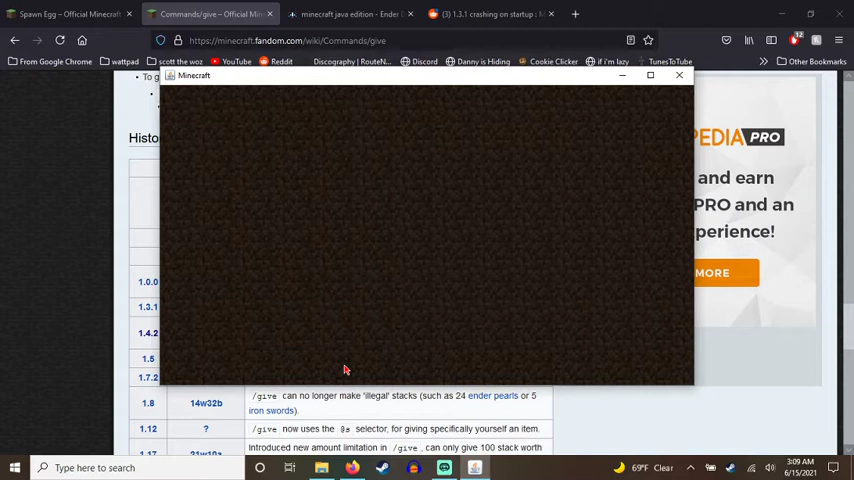 Spawn Egg – Official Minecraft
Commands/give – Official Min
minecraft java edition - Ender
(1) 1.3.1 crashing on startup : M
https://minecraft.fandom.com/wiki/Commands/give
12
From Google Chrome
wattpad
scott the woz
YouTube
Reddit
Discography | RouteN...
Discord
Danny is Hiding
Cookie Clicker
if i'm lazy
TunesToTube
Other Bookmarks
To g
Minecraft
Histo
PEDIA PRO
and earn
PRO and an
perience!
MORE
1.0.0
1.3.1
1.4.2
1.5
1.7.2
1.8 14w32b /give can no longer make 'illegal' stacks (such as 24 ender pearls or 5
iron swords).
1.12 ? /give now uses the @s selector, for giving specifically yourself an item.
1.17 21w10a Introduced new amount limitation in /give, can only give 100 stack worth
Type here to search
69°F Clear
3:09 AM
6/15/2021